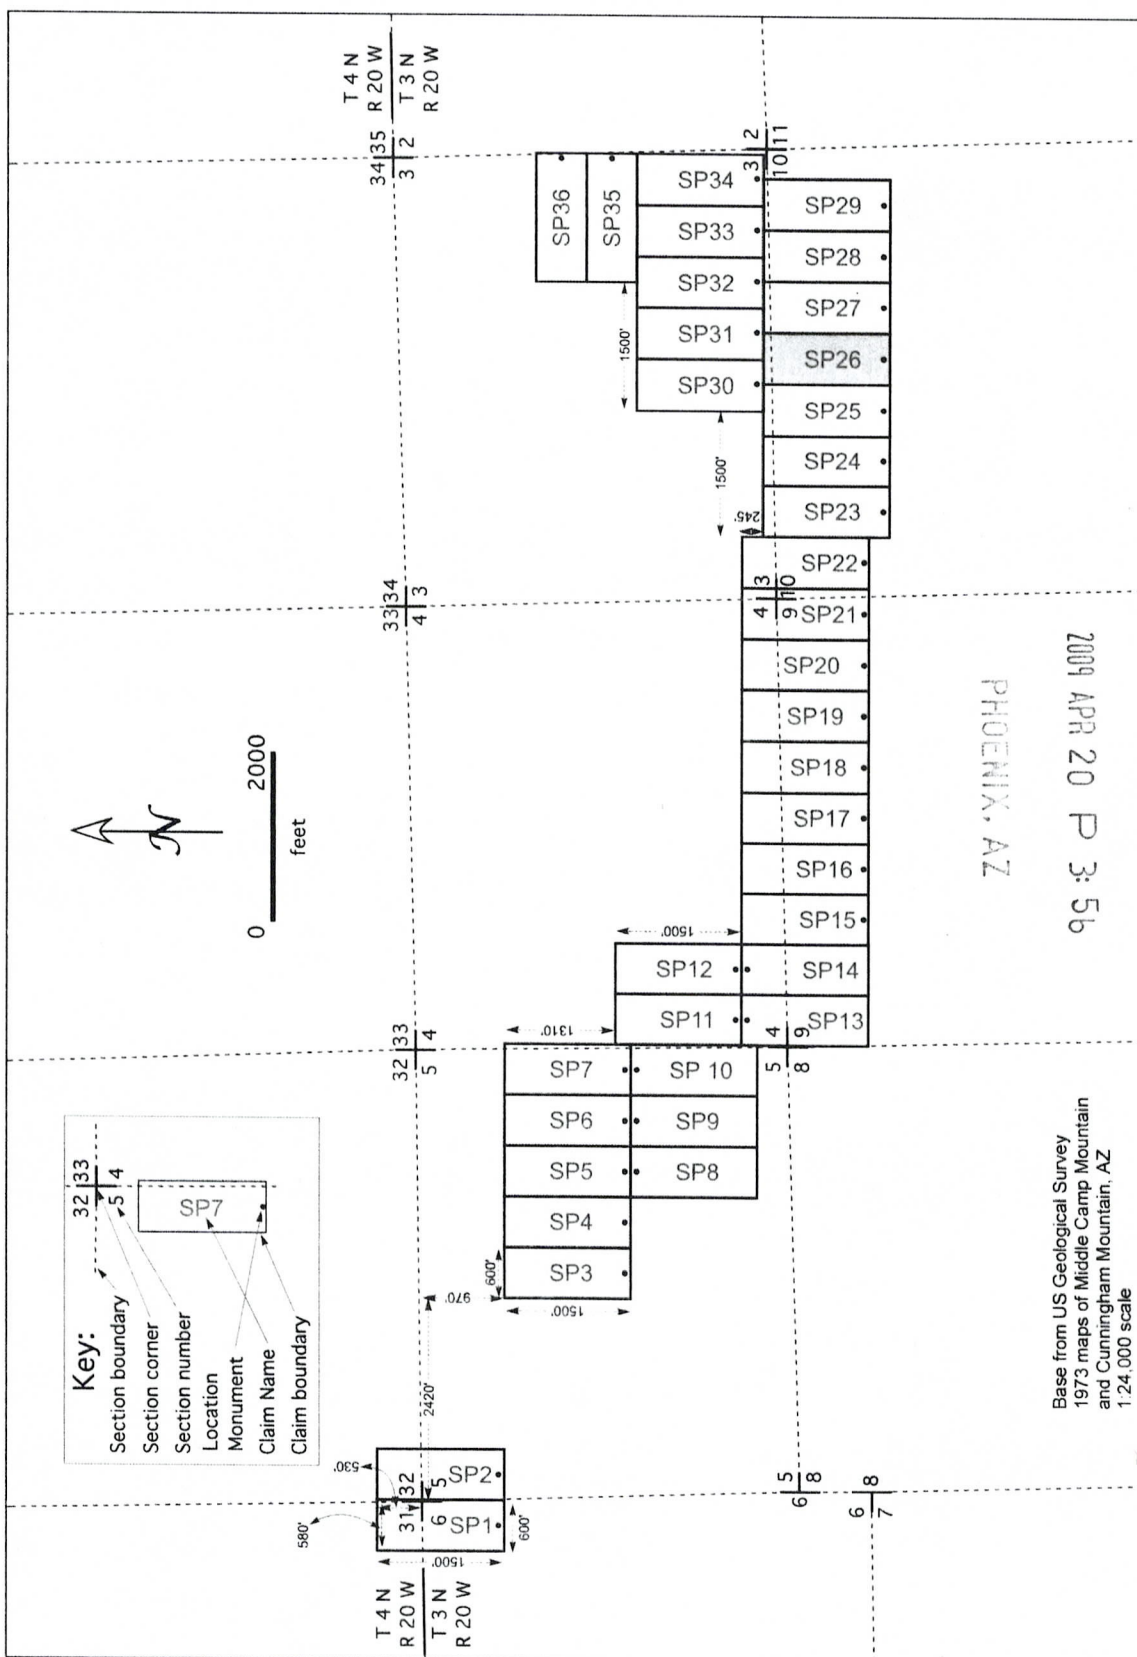 Key:
Section boundary
Section corner
Section number
Location
Monument
Claim Name
Claim boundary
32 33
5 4
SP7
N
0 2000
feet
T 4 N
R 20 W
T 3 N
R 20 W
T 4 N
R 20 W
T 3 N
R 20 W
31 32
6 5
32 33
5 4
33 34
4 3
34 35
3 2
5
6 8
6 8
7
5 4
8 9
4 3
9 10
3 2
10 11
580'
530'
1500'
600'
2420'
970'
1500'
600'
1310'
1500'
245'
1500'
1500'
SP1
SP2
SP3
SP4
SP5
SP6
SP7
SP8
SP9
SP 10
SP11
SP12
SP13
SP14
SP15
SP16
SP17
SP18
SP19
SP20
SP21
SP22
SP23
SP24
SP25
SP26
SP27
SP28
SP29
SP30
SP31
SP32
SP33
SP34
SP35
SP36
Base from US Geological Survey
1973 maps of Middle Camp Mountain
and Cunningham Mountain, AZ
1:24,000 scale
PHOENIX, AZ
2009 APR 20 P 3:56